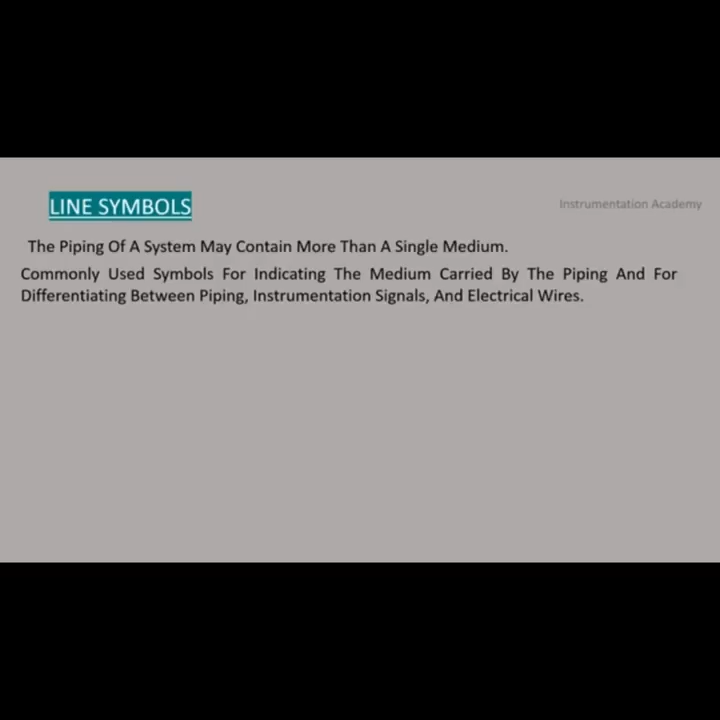 LINE SYMBOLS
Instrumentation Academy
The Piping Of A System May Contain More Than A Single Medium.
Commonly Used Symbols For Indicating The Medium Carried By The Piping And For
Differentiating Between Piping, Instrumentation Signals, And Electrical Wires.